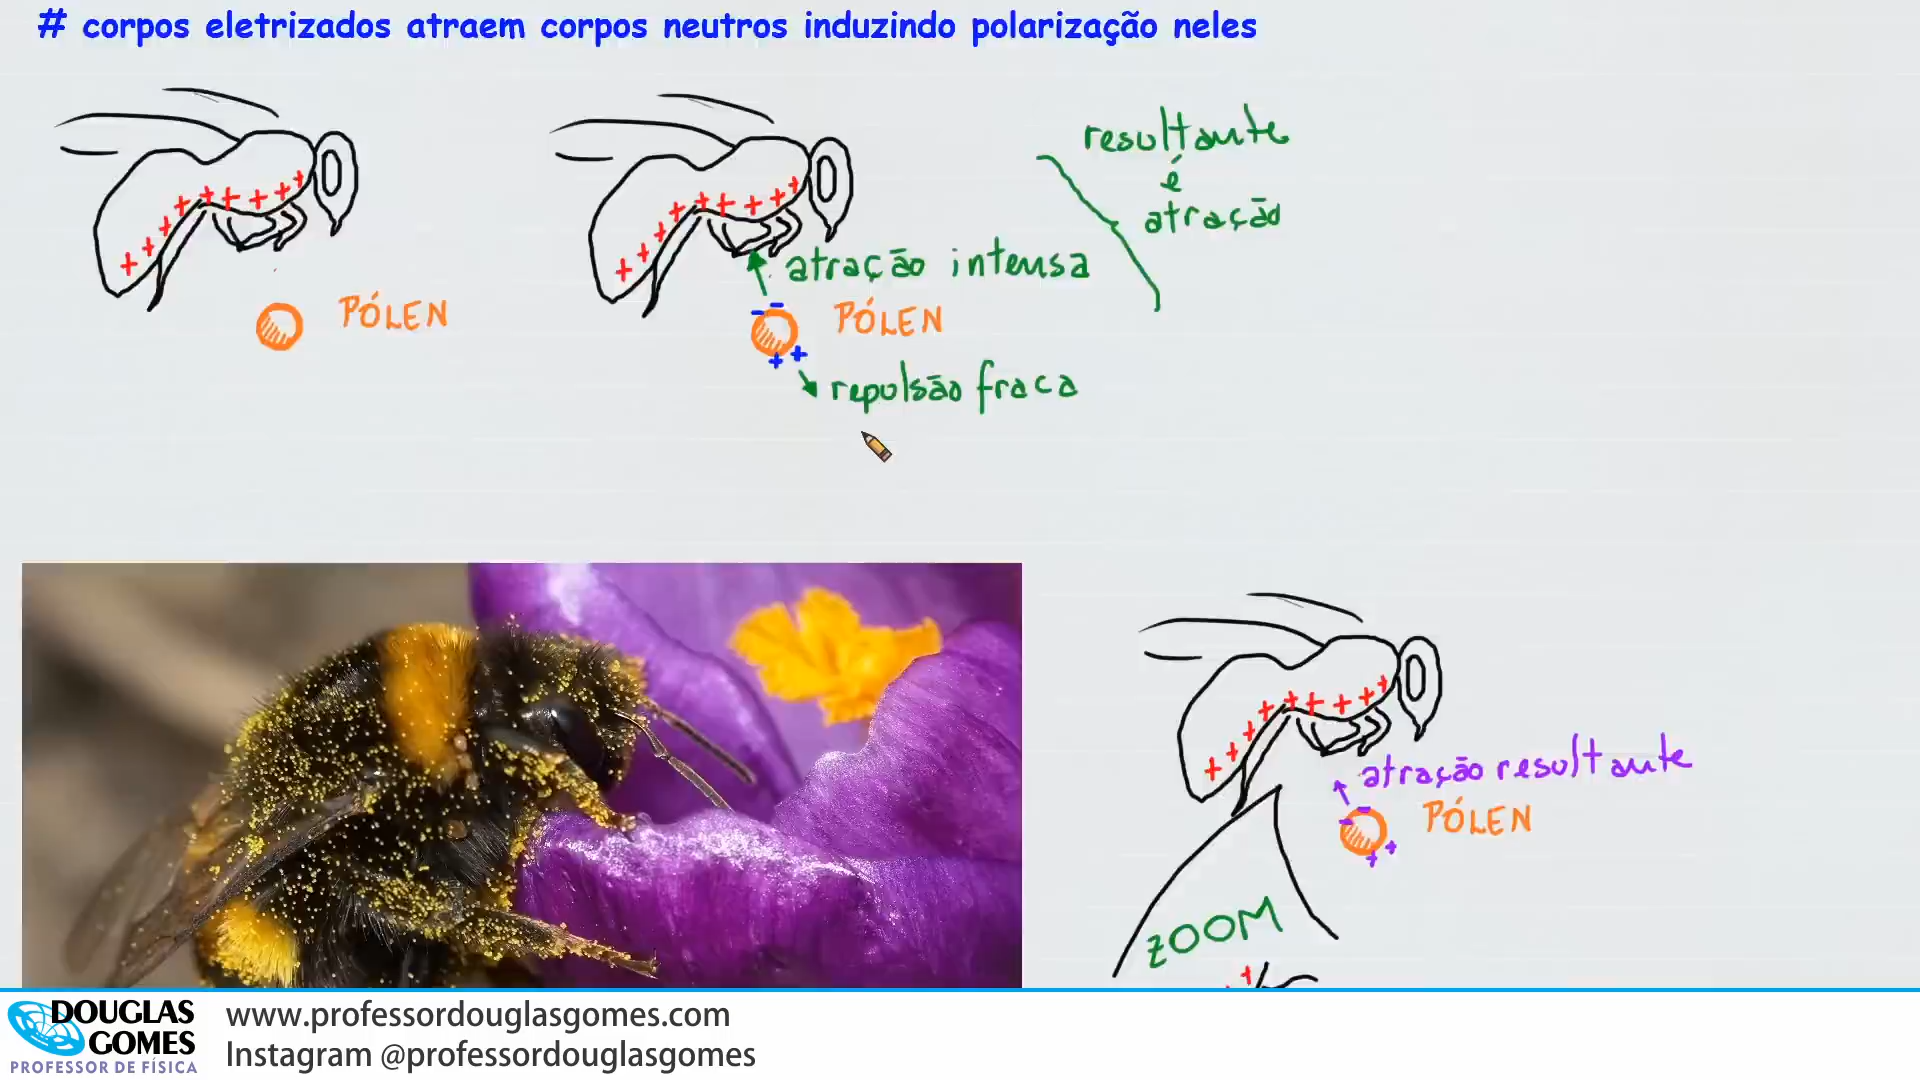 # corpos eletrizados atraem corpos neutros induzindo polarização neles
+ + + + + + + + +
PÓLEN
+ + + + + + + + +
atração intensa
- -
PÓLEN
+ +
repulsão fraca
resultante
é
atração
+ + + + + + + + +
atração resultante
- -
PÓLEN
+ +
ZOOM
+
DOUGLAS
GOMES
PROFESSOR DE FÍSICA
www.professordouglasgomes.com
Instagram @professordouglasgomes